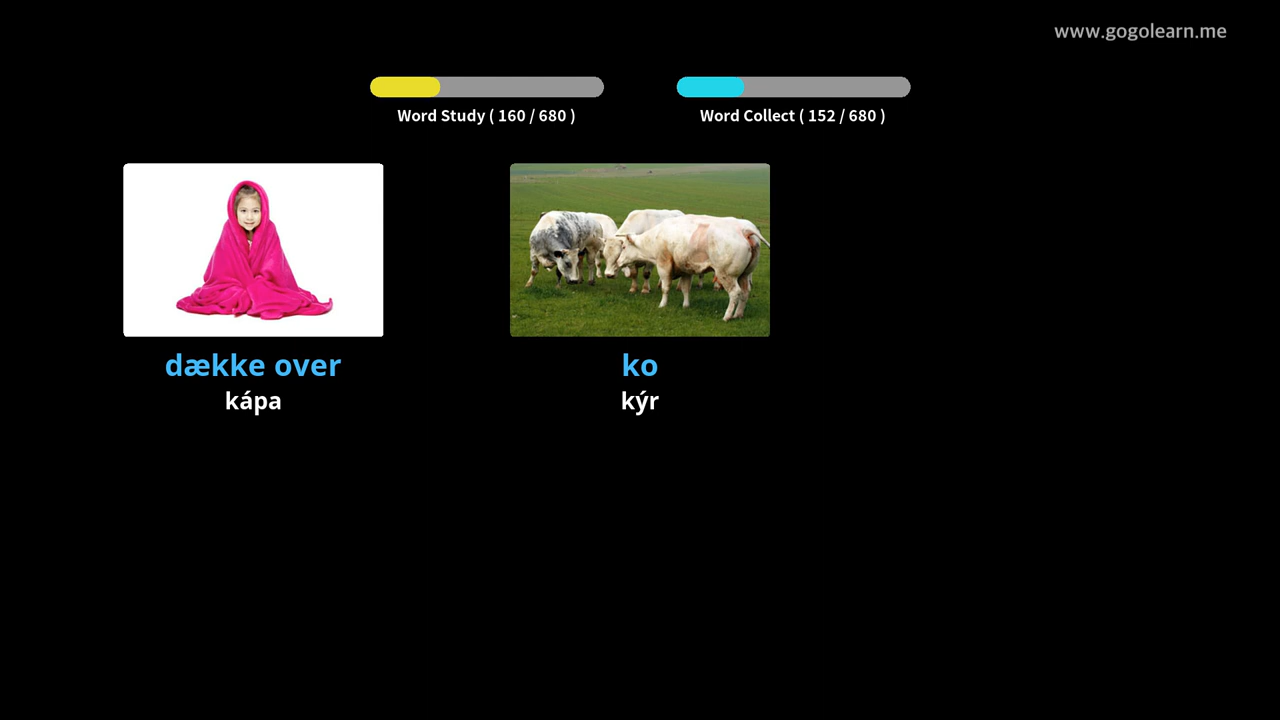 www.gogolearn.me
Word Study ( 160 / 680 )
Word Collect ( 152 / 680 )
dække over
kápa
ko
kýr